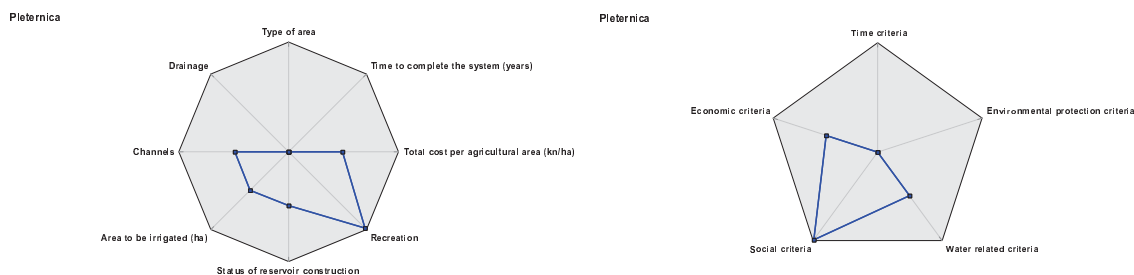 Pleternica
Type of area
Drainage
Time to complete the system (years)
Channels
Total cost per agricultural area (kn/ha)
Area to be irrigated (ha)
Recreation
Status of reservoir construction
Pleternica
Time criteria
Economic criteria
Environmental protection criteria
Social criteria
Water related criteria